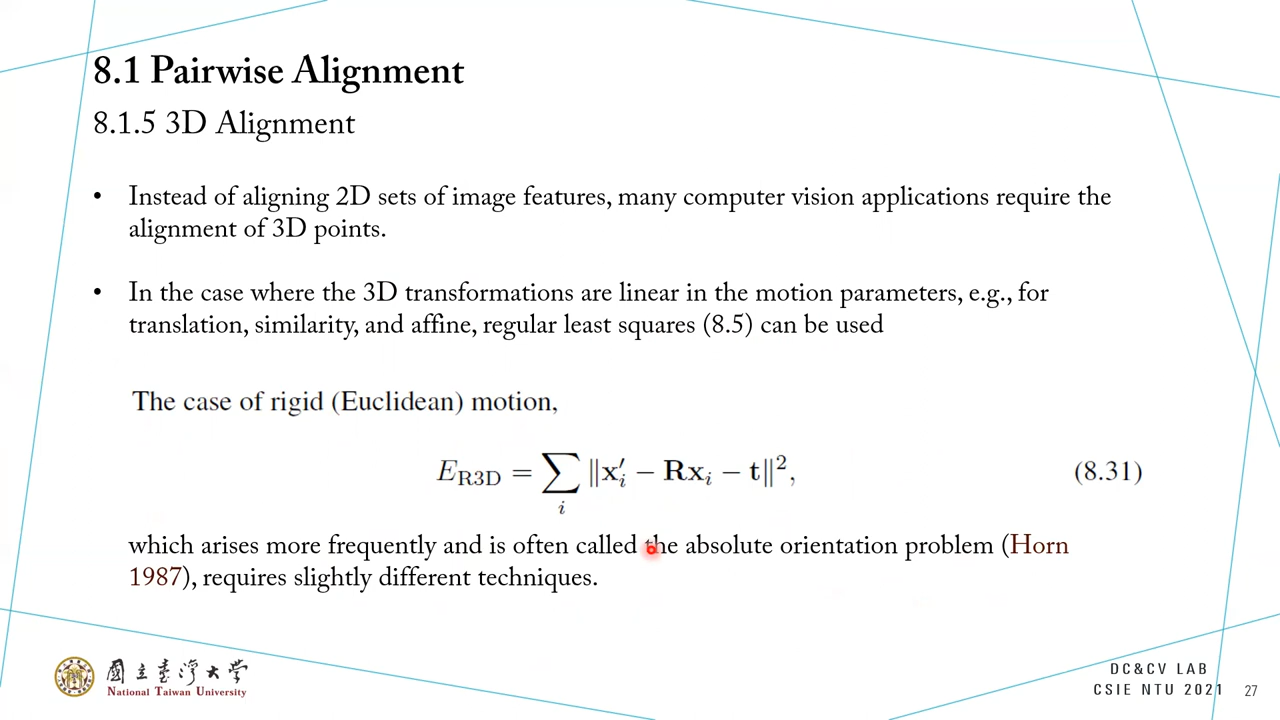 8.1 Pairwise Alignment
8.1.5 3D Alignment
• Instead of aligning 2D sets of image features, many computer vision applications require the
alignment of 3D points.
• In the case where the 3D transformations are linear in the motion parameters, e.g., for
translation, similarity, and affine, regular least squares (8.5) can be used
The case of rigid (Euclidean) motion,
E_R3D = ∑_i ‖x′_i − Rx_i − t‖², (8.31)
which arises more frequently and is often called the absolute orientation problem (Horn
1987), requires slightly different techniques.
國立臺灣大學
National Taiwan University
DC&CV LAB
CSIE NTU 2021
27